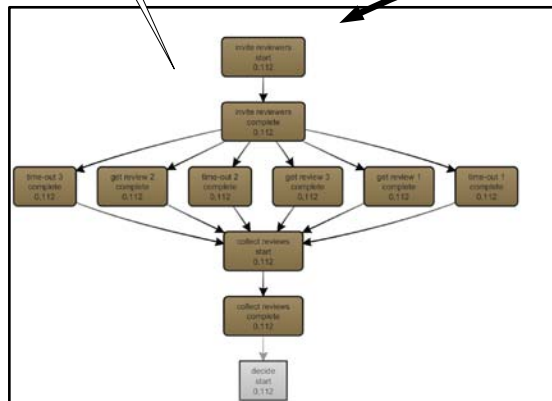 invite reviewers
start
0,112
invite reviewers
complete
0,112
time-out 3
complete
0,112
get review 2
complete
0,112
time-out 2
complete
0,112
get review 3
complete
0,112
get review 1
complete
0,112
time-out 1
complete
0,112
collect reviews
start
0,112
collect reviews
complete
0,112
decide
start
0,112